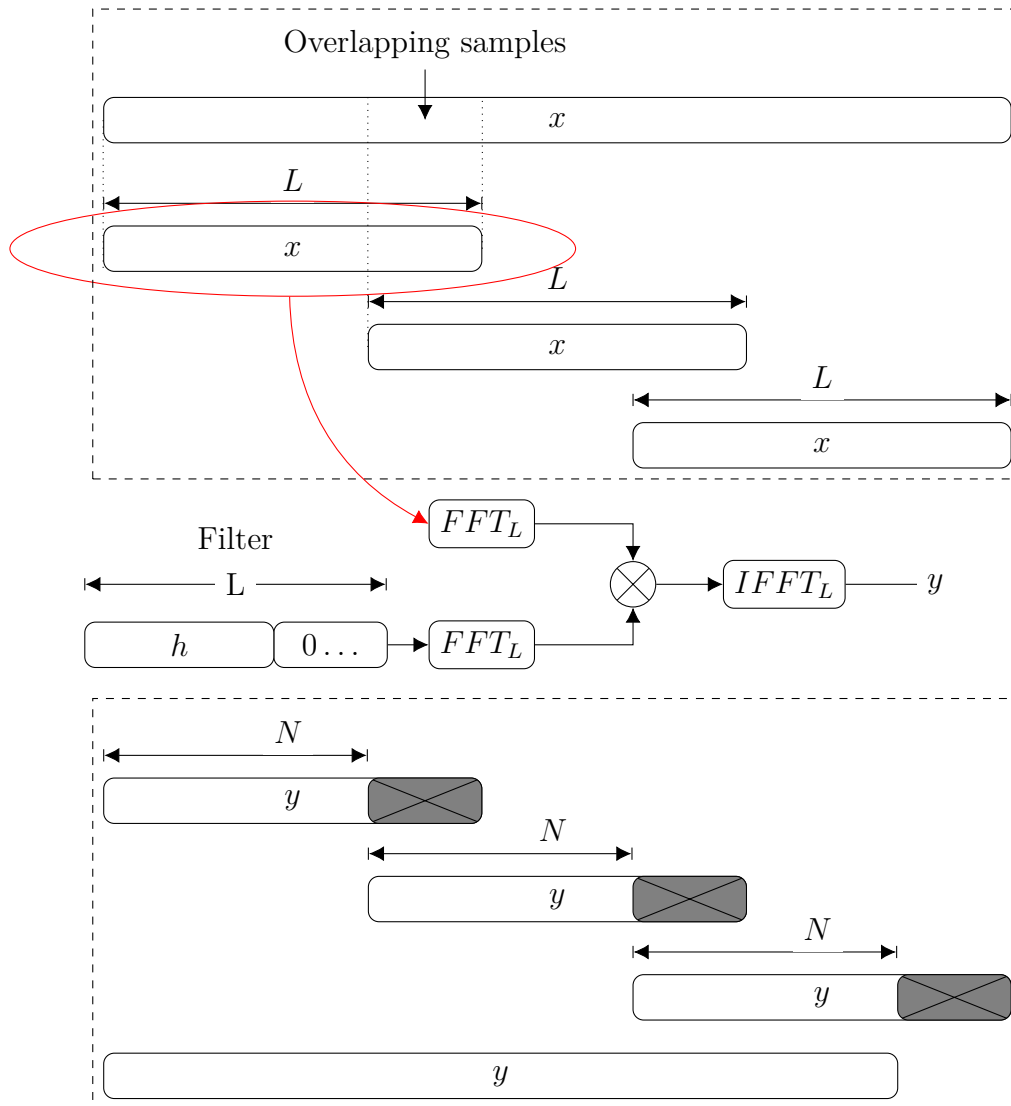 Overlapping samples
x
L
x
L
x
L
x
FFT_L
Filter
L
IFFT_L
y
h
0...
FFT_L
N
y
N
y
N
y
y